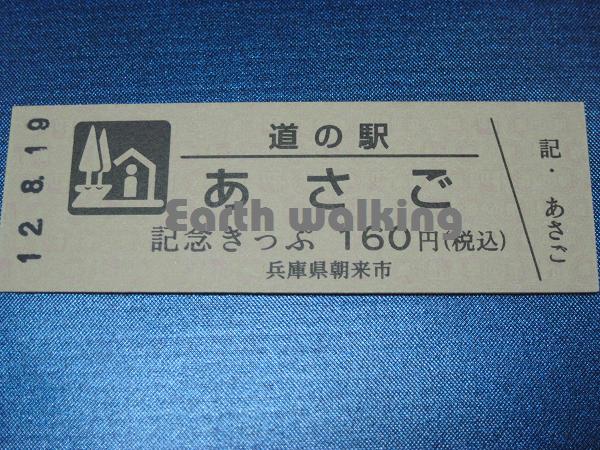 12.8.19
道の駅
あさご
Earth walking
記念きっぷ 160円(税込)
兵庫県朝来市
記・あさご